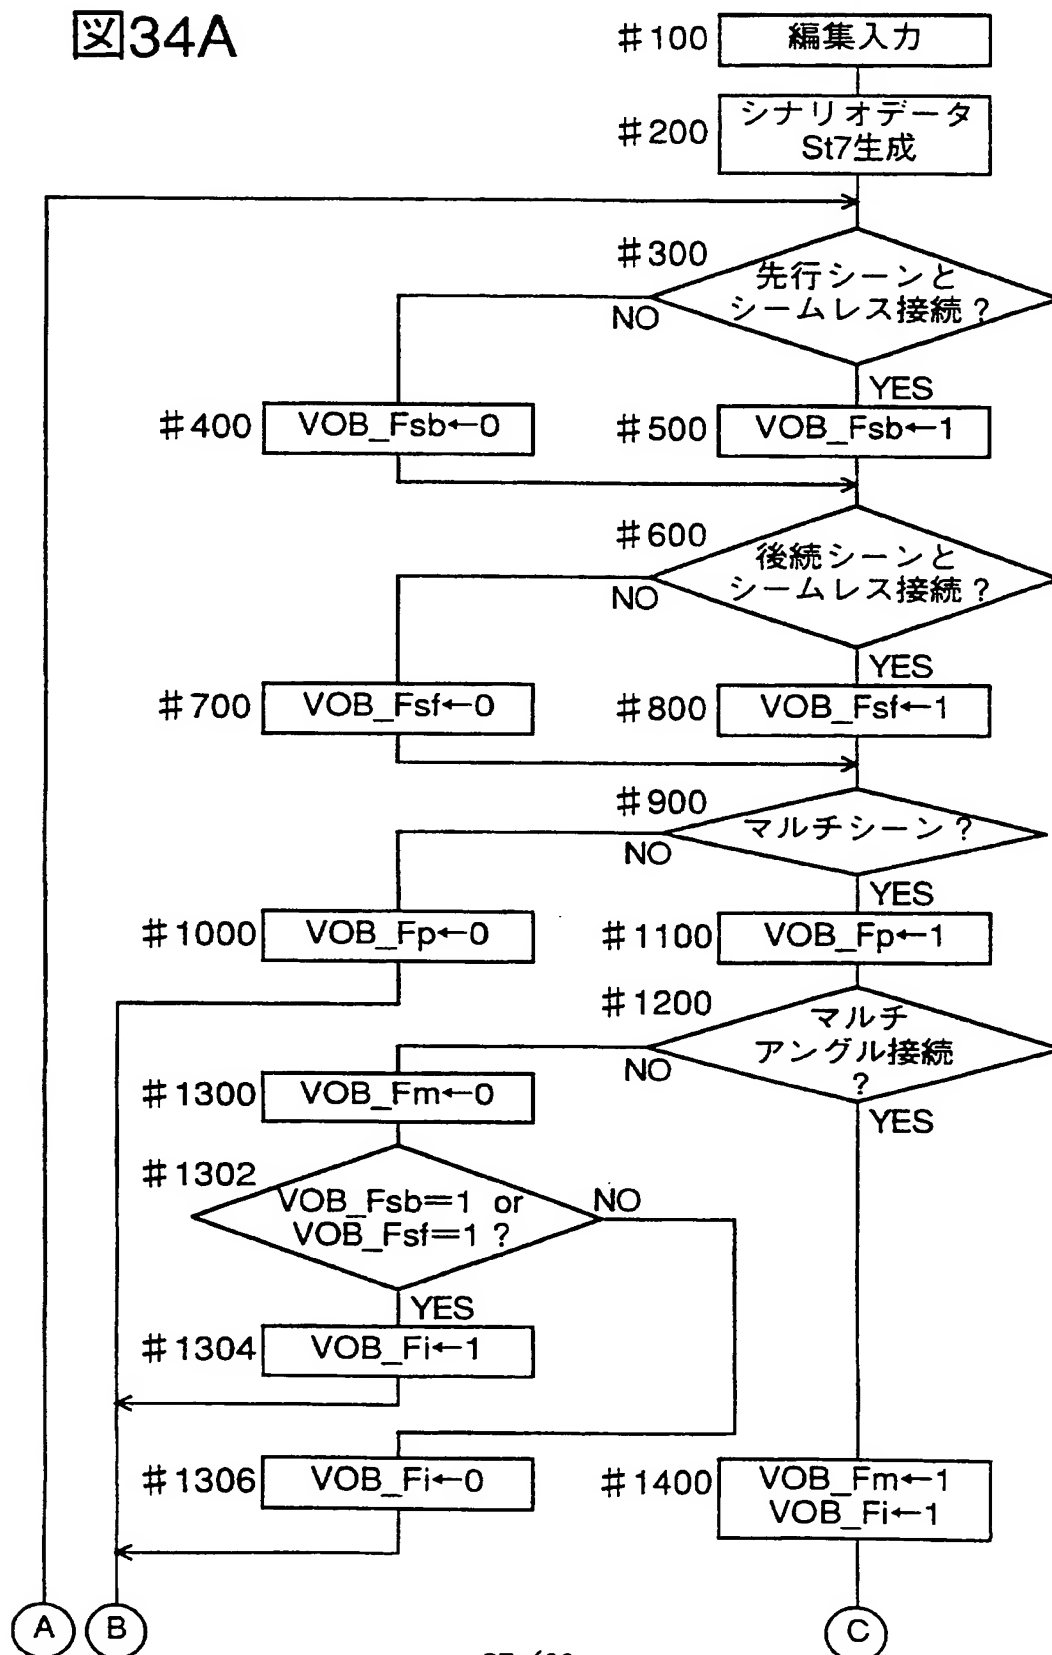 図34A
#100
編集入力
#200
シナリオデータ
St7生成
#300
先行シーンと
シームレス接続?
NO
YES
#400
VOB_Fsb←0
#500
VOB_Fsb←1
#600
後続シーンと
シームレス接続?
NO
YES
#700
VOB_Fsf←0
#800
VOB_Fsf←1
#900
マルチシーン?
NO
YES
#1000
VOB_Fp←0
#1100
VOB_Fp←1
#1200
マルチ
アングル接続
?
NO
YES
#1300
VOB_Fm←0
#1302
VOB_Fsb=1 or
VOB_Fsf=1 ?
NO
YES
#1304
VOB_Fi←1
#1306
VOB_Fi←0
#1400
VOB_Fm←1
VOB_Fi←1
A
B
C